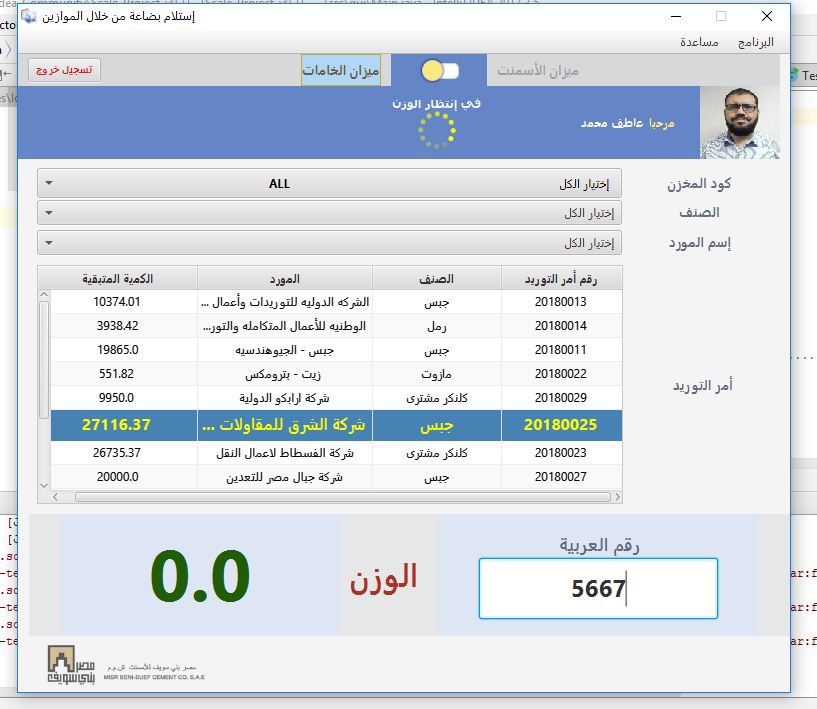 إستلام بضاعة من خلال الموازين
البرنامج مساعدة
ميزان الأسمنت ميزان الخامات تسجيل خروج
في إنتظار الوزن
مرحبا عاطف محمد
كود المخزن إختيار الكل ALL
الصنف إختيار الكل
إسم المورد إختيار الكل
رقم أمر التوريد الصنف المورد الكمية المتبقية
20180013 جبس الشركه الدوليه للتوريدات وأعمال ... 10374.01
20180014 رمل الوطنيه للأعمال المتكامله والتور... 3938.42
20180011 جبس جبس - الجيوهندسيه 19865.0
20180022 مازوت زيت - بترومكس 551.82
أمر التوريد
20180029 كلنكر مشترى شركة ارابكو الدولية 9950.0
20180025 جبس شركة الشرق للمقاولات ... 27116.37
20180023 كلنكر مشترى شركة الفسطاط لاعمال النقل 26735.37
20180027 جبس شركة جبال مصر للتعدين 20000.0
رقم العربية
5667 الوزن 0.0
مصر بني سويف
مصر بني سويف للأسمنت ش.م.م
MISR BENI-SUEF CEMENT CO. S.A.E